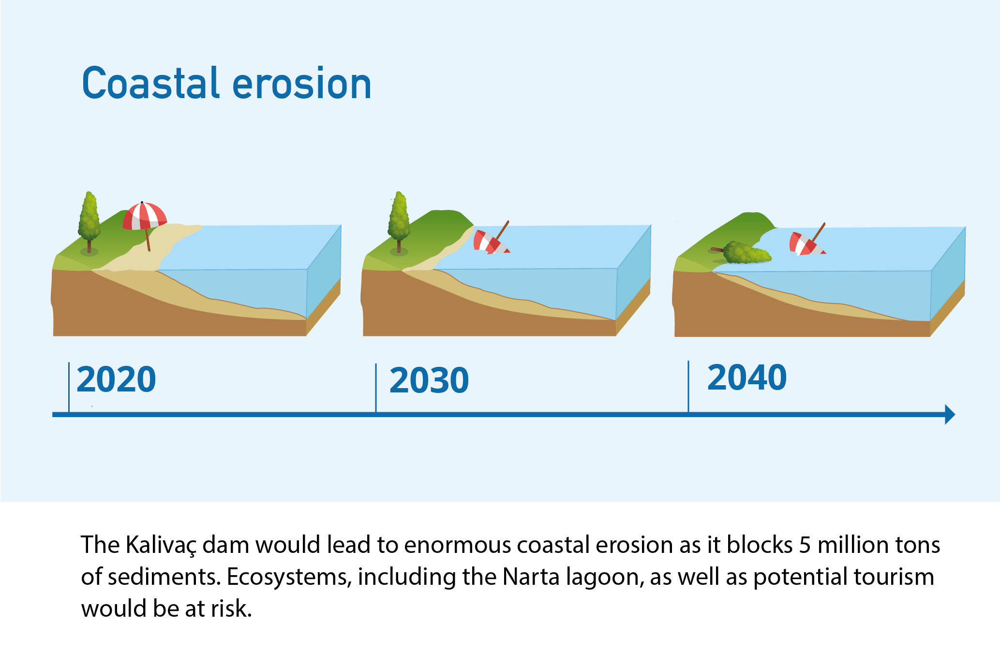 Coastal erosion
2020
2030
2040
The Kalivaç dam would lead to enormous coastal erosion as it blocks 5 million tons
of sediments. Ecosystems, including the Narta lagoon, as well as potential tourism
would be at risk.